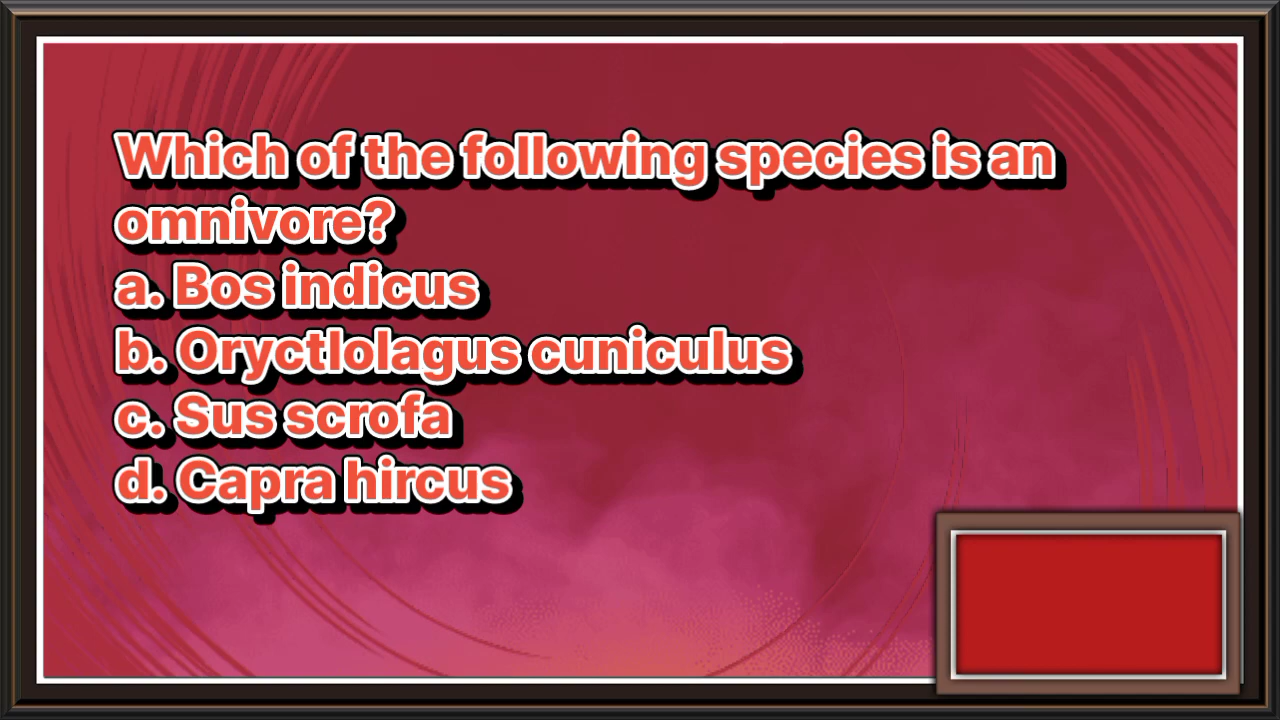 Which of the following species is an
omnivore?
a. Bos indicus
b. Oryctlolagus cuniculus
c. Sus scrofa
d. Capra hircus